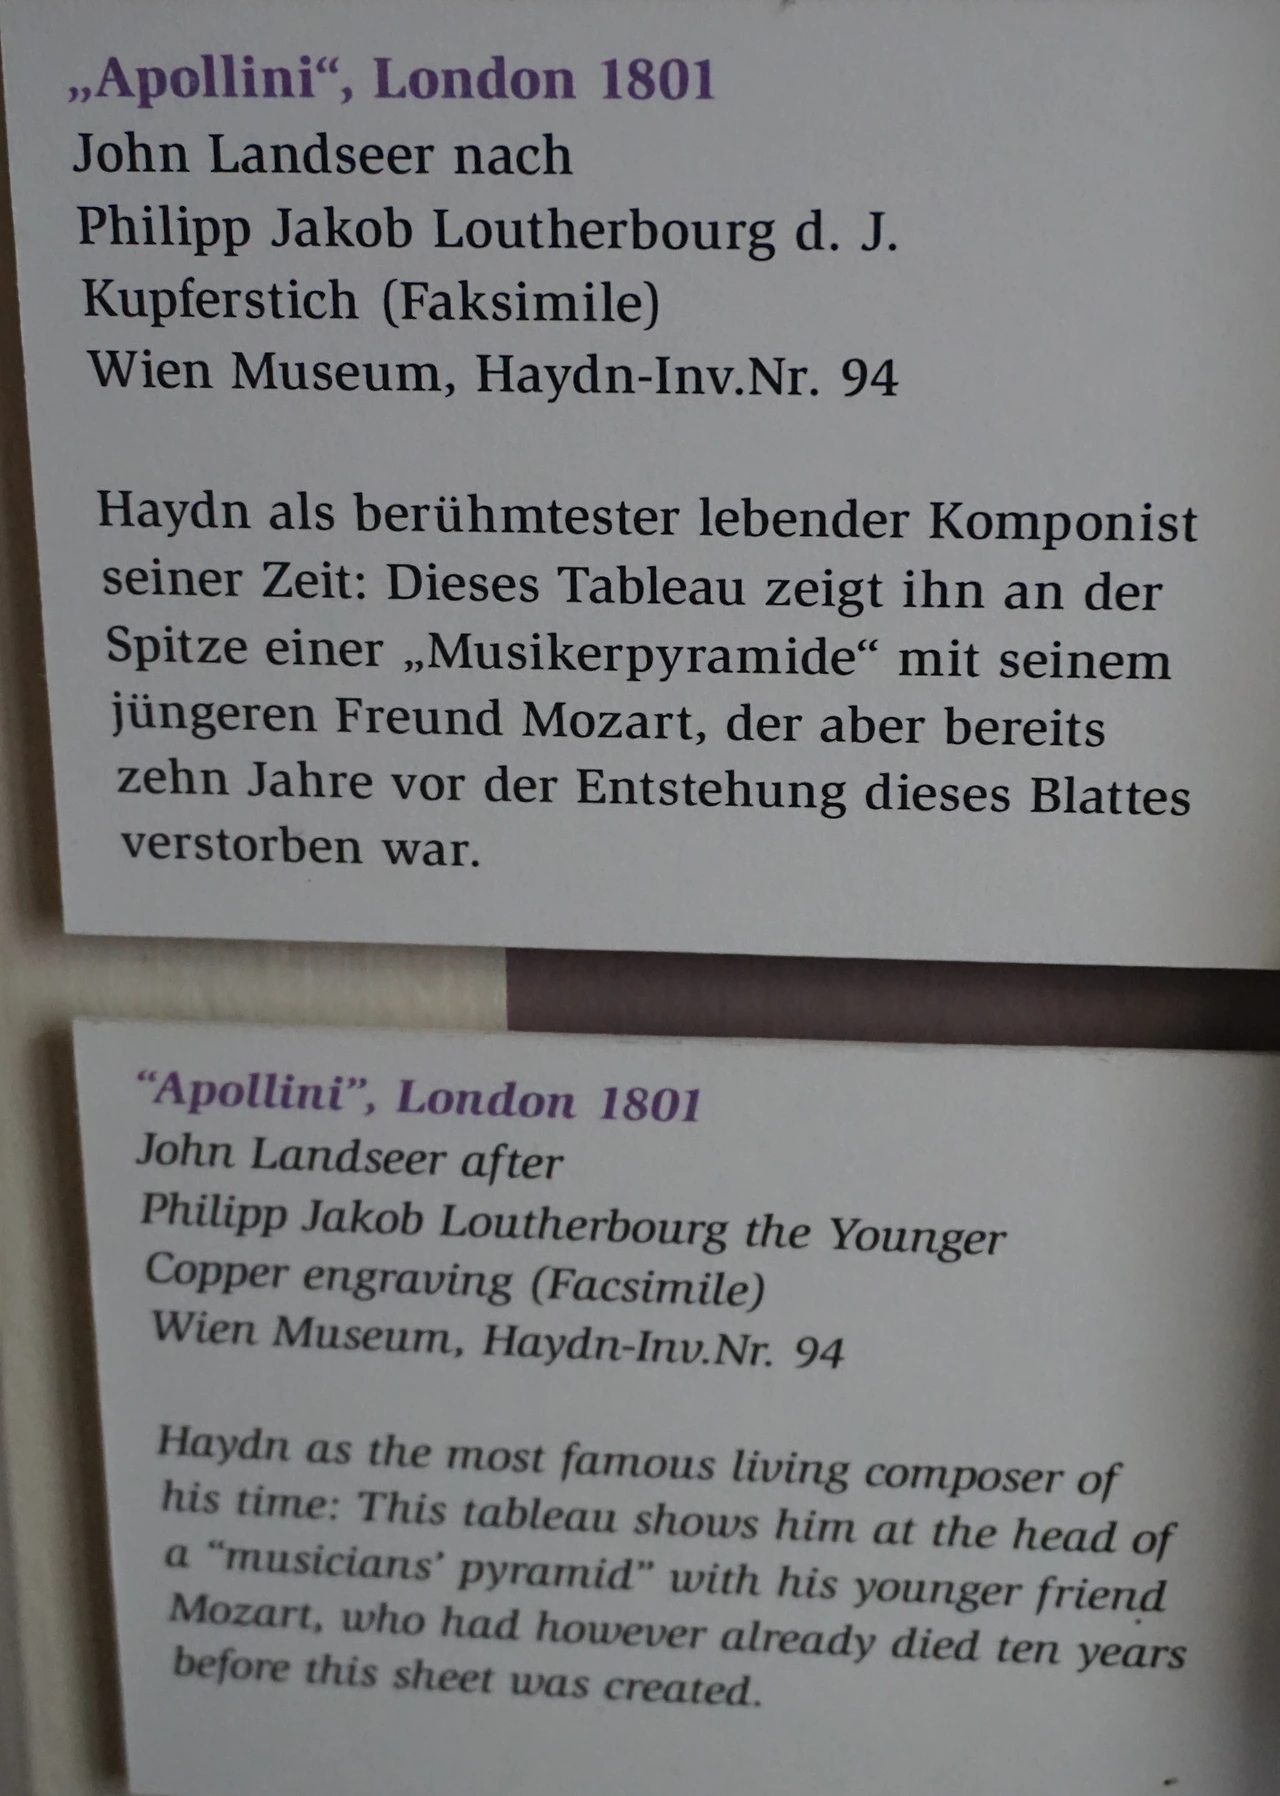 „Apollini“, London 1801
John Landseer nach
Philipp Jakob Loutherbourg d. J.
Kupferstich (Faksimile)
Wien Museum, Haydn-Inv.Nr. 94
Haydn als berühmtester lebender Komponist
seiner Zeit: Dieses Tableau zeigt ihn an der
Spitze einer „Musikerpyramide“ mit seinem
jüngeren Freund Mozart, der aber bereits
zehn Jahre vor der Entstehung dieses Blattes
verstorben war.
“Apollini”, London 1801
John Landseer after
Philipp Jakob Loutherbourg the Younger
Copper engraving (Facsimile)
Wien Museum, Haydn-Inv.Nr. 94
Haydn as the most famous living composer of
his time: This tableau shows him at the head of
a “musicians’ pyramid” with his younger friend
Mozart, who had however already died ten years
before this sheet was created.